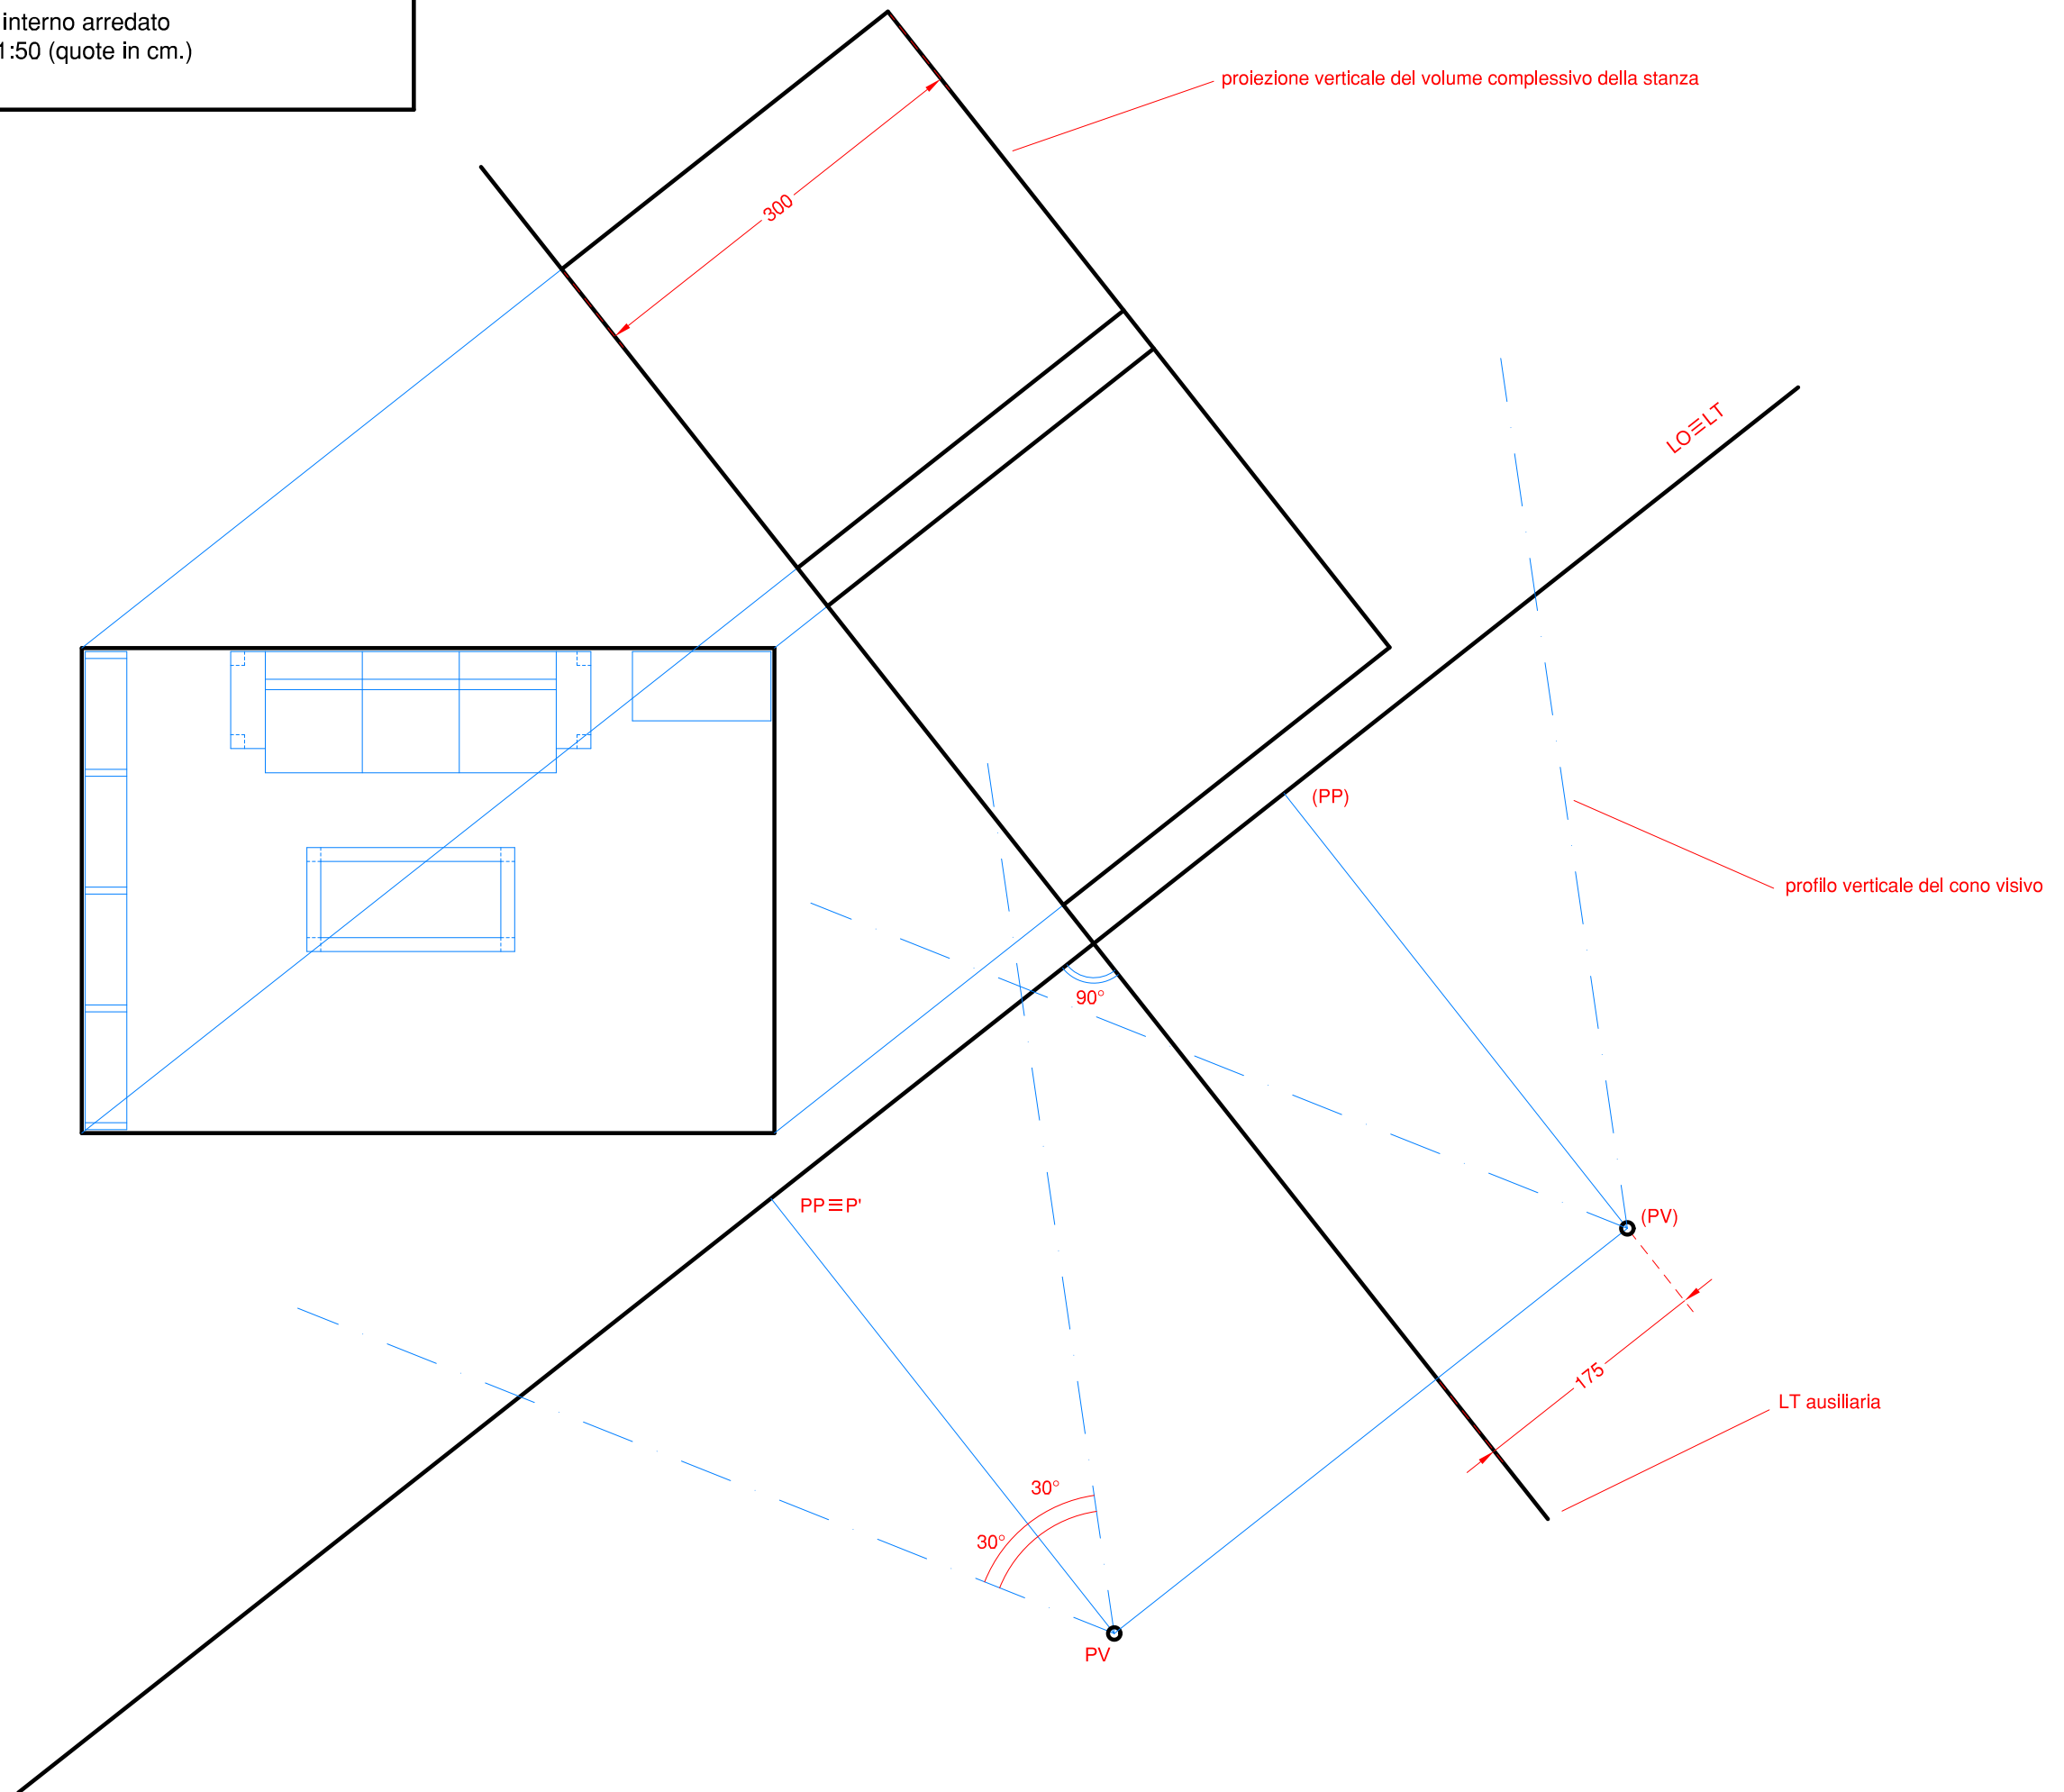 interno arredato
1:50 (quote in cm.)
proiezione verticale del volume complessivo della stanza
300
LO≡LT
(PP)
profilo verticale del cono visivo
90°
PP≡P'
(PV)
175
LT ausiliaria
30°
30°
PV